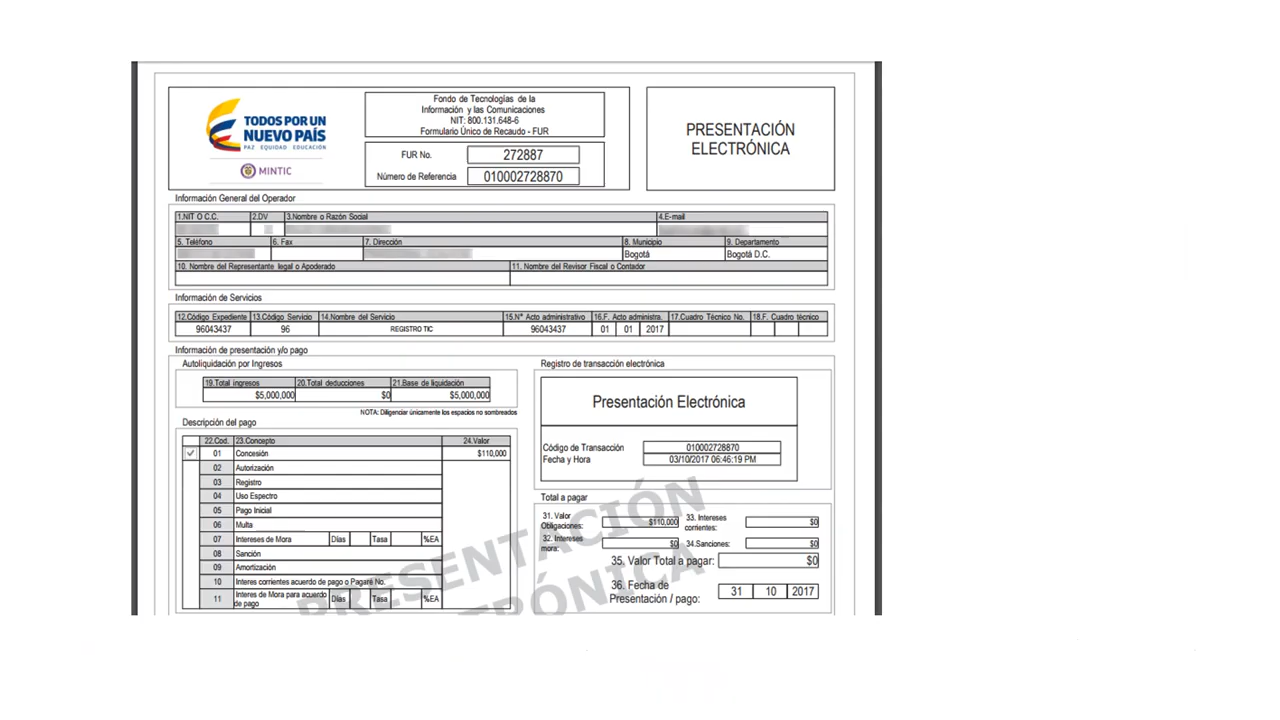 TODOS POR UN
NUEVO PAÍS
PAZ EQUIDAD EDUCACIÓN
MINTIC
Fondo de Tecnologías de la
Información y las Comunicaciones
NIT: 800.131.648-6
Formulario Único de Recaudo - FUR
FUR No. 272887
Número de Referencia 010002728870
PRESENTACIÓN
ELECTRÓNICA
Información General del Operador
1.NIT O C.C. 2.DV 3.Nombre o Razón Social 4.E-mail
5. Teléfono 6. Fax 7. Dirección 8. Municipio 9. Departamento
Bogotá Bogotá D.C.
10. Nombre del Representante legal o Apoderado 11. Nombre del Revisor Fiscal o Contador
Información de Servicios
12.Código Expediente 13.Código Servicio 14.Nombre del Servicio 15.N° Acto administrativo 16.F. Acto administra. 17.Cuadro Técnico No. 18.F. Cuadro técnico
96043437 96 REGISTRO TIC 96043437 01 01 2017
Información de presentación y/o pago
Autoliquidación por Ingresos
19.Total ingresos 20.Total deducciones 21.Base de liquidación
$5,000,000 $0 $5,000,000
NOTA: Diligenciar únicamente los espacios no sombreados
Descripción del pago
22.Cod. 23.Concepto 24.Valor
01 Concesión $110,000
02 Autorización
03 Registro
04 Uso Espectro
05 Pago Inicial
06 Multa
07 Intereses de Mora Días Tasa %EA
08 Sanción
09 Amortización
10 Interes corrientes acuerdo de pago o Pagaré No.
11 Interes de Mora para acuerdo de pago Días Tasa %EA
Registro de transacción electrónica
Presentación Electrónica
Código de Transacción 010002728870
Fecha y Hora 03/10/2017 06:46:19 PM
Total a pagar
31. Valor Obligaciones: $110,000 33. Intereses corrientes: $0
32. Intereses mora: $0 34.Sanciones: $0
35. Valor Total a pagar: $0
36. Fecha de
Presentación / pago: 31 10 2017
PRESENTACIÓN
ELECTRÓNICA